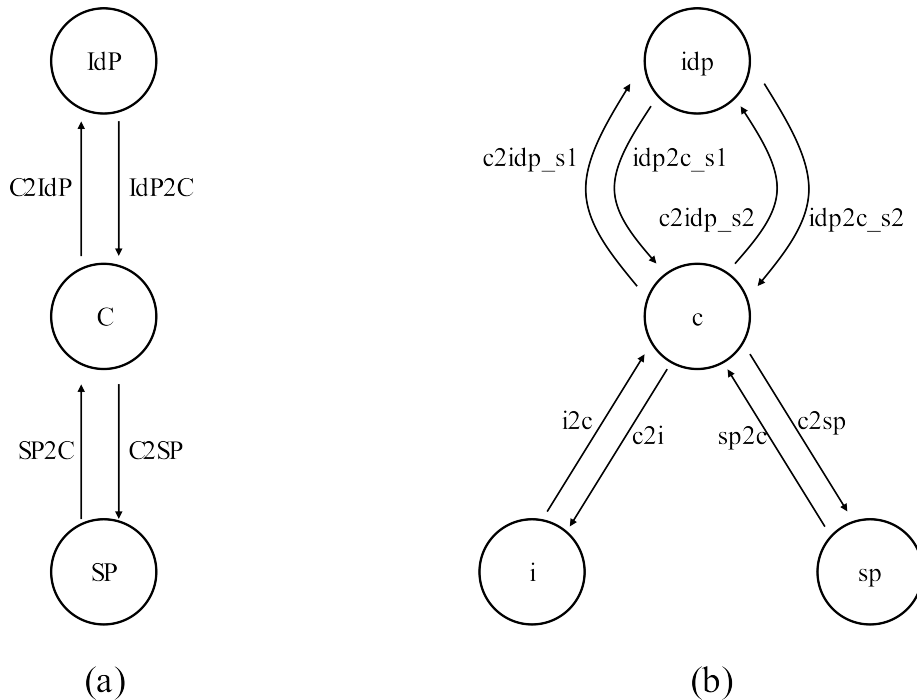 IdP
C2IdP
IdP2C
C
SP2C
C2SP
SP
(a)
idp
c2idp_s1
idp2c_s1
c2idp_s2
idp2c_s2
c
i2c
c2i
sp2c
c2sp
i
sp
(b)